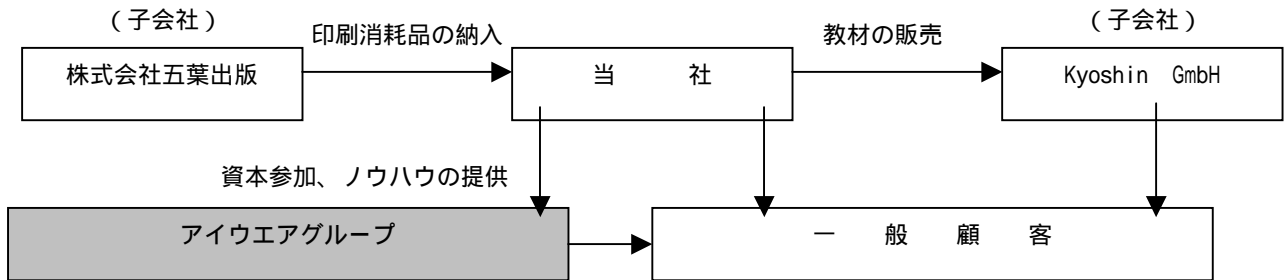 （子会社）
印刷消耗品の納入
教材の販売
（子会社）
株式会社五葉出版
当　　社
Kyoshin　GmbH
資本参加、ノウハウの提供
アイウエアグループ
一　般　顧　客